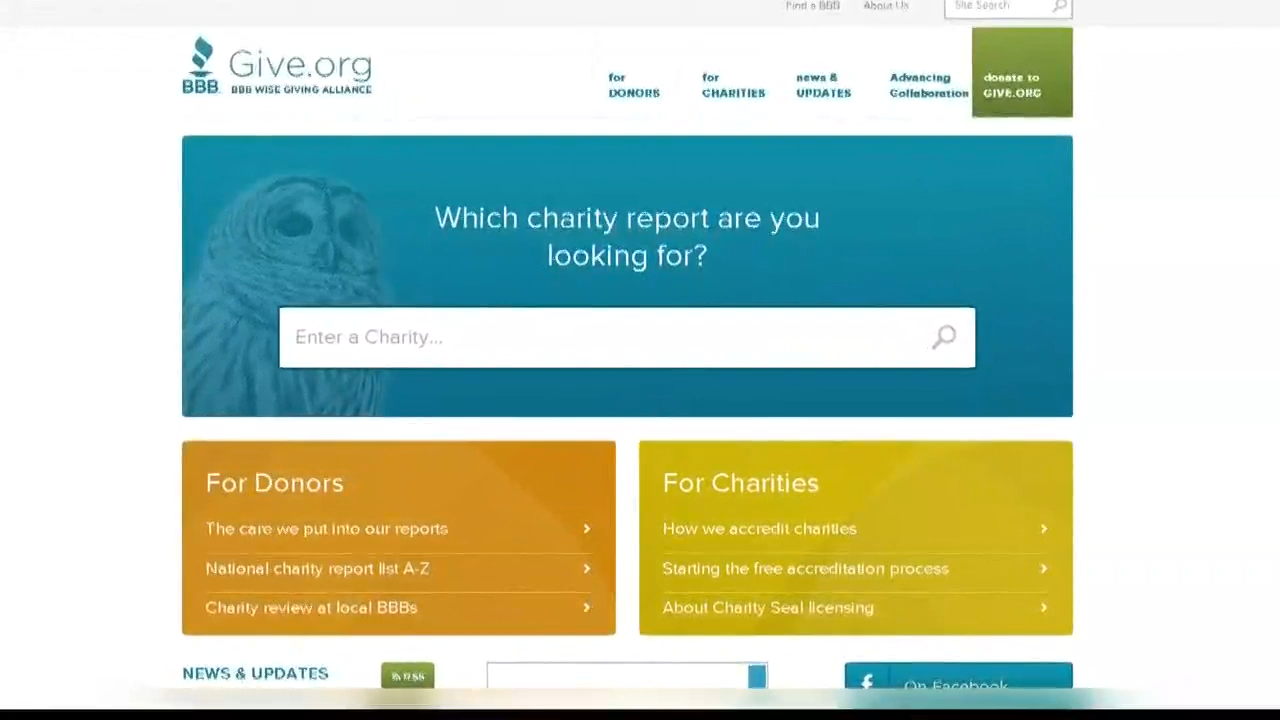 Find a BBB About Us Site Search
BBB Give.org
BBB WISE GIVING ALLIANCE
for DONORS
for CHARITIES
news & UPDATES
Advancing Collaboration
donate to GIVE.ORG
Which charity report are you
looking for?
Enter a Charity...
For Donors
The care we put into our reports
National charity report list A-Z
Charity review at local BBBs
For Charities
How we accredit charities
Starting the free accreditation process
About Charity Seal licensing
NEWS & UPDATES
RSS
On Facebook